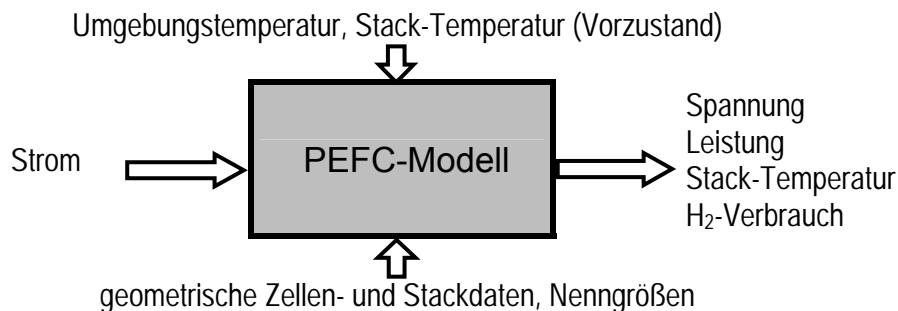 Umgebungstemperatur, Stack-Temperatur (Vorzustand)
Strom
PEFC-Modell
Spannung
Leistung
Stack-Temperatur
H₂-Verbrauch
geometrische Zellen- und Stackdaten, Nenngrößen